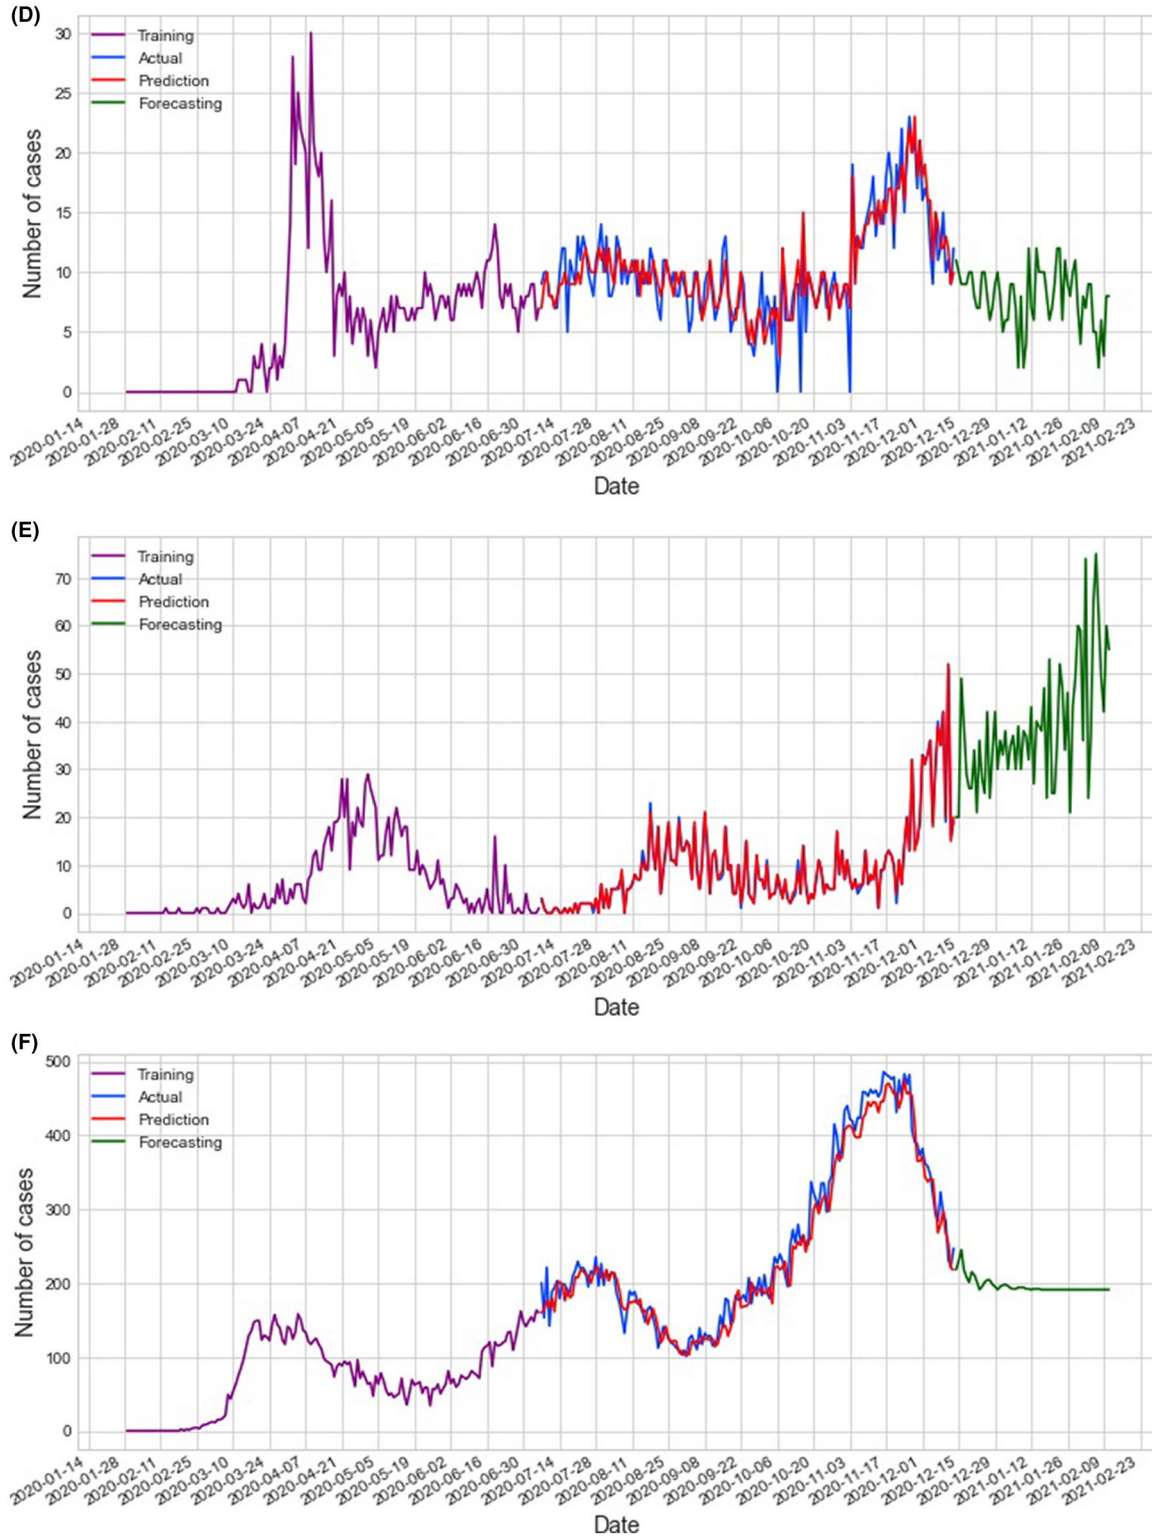 (D)
Training
Actual
Prediction
Forecasting
Number of cases
30
25
20
15
10
5
0
2020-01-14 2020-01-28 2020-02-11 2020-02-25 2020-03-10 2020-03-24 2020-04-07 2020-04-21 2020-05-05 2020-05-19 2020-06-02 2020-06-16 2020-06-30 2020-07-14 2020-07-28 2020-08-11 2020-08-25 2020-09-08 2020-09-22 2020-10-06 2020-10-20 2020-11-03 2020-11-17 2020-12-01 2020-12-15 2020-12-29 2021-01-12 2021-01-26 2021-02-09 2021-02-23
Date
(E)
Training
Actual
Prediction
Forecasting
Number of cases
70
60
50
40
30
20
10
0
2020-01-14 2020-01-28 2020-02-11 2020-02-25 2020-03-10 2020-03-24 2020-04-07 2020-04-21 2020-05-05 2020-05-19 2020-06-02 2020-06-16 2020-06-30 2020-07-14 2020-07-28 2020-08-11 2020-08-25 2020-09-08 2020-09-22 2020-10-06 2020-10-20 2020-11-03 2020-11-17 2020-12-01 2020-12-15 2020-12-29 2021-01-12 2021-01-26 2021-02-09 2021-02-23
Date
(F)
Training
Actual
Prediction
Forecasting
Number of cases
500
400
300
200
100
0
2020-01-14 2020-01-28 2020-02-11 2020-02-25 2020-03-10 2020-03-24 2020-04-07 2020-04-21 2020-05-05 2020-05-19 2020-06-02 2020-06-16 2020-06-30 2020-07-14 2020-07-28 2020-08-11 2020-08-25 2020-09-08 2020-09-22 2020-10-06 2020-10-20 2020-11-03 2020-11-17 2020-12-01 2020-12-15 2020-12-29 2021-01-12 2021-01-26 2021-02-09 2021-02-23
Date